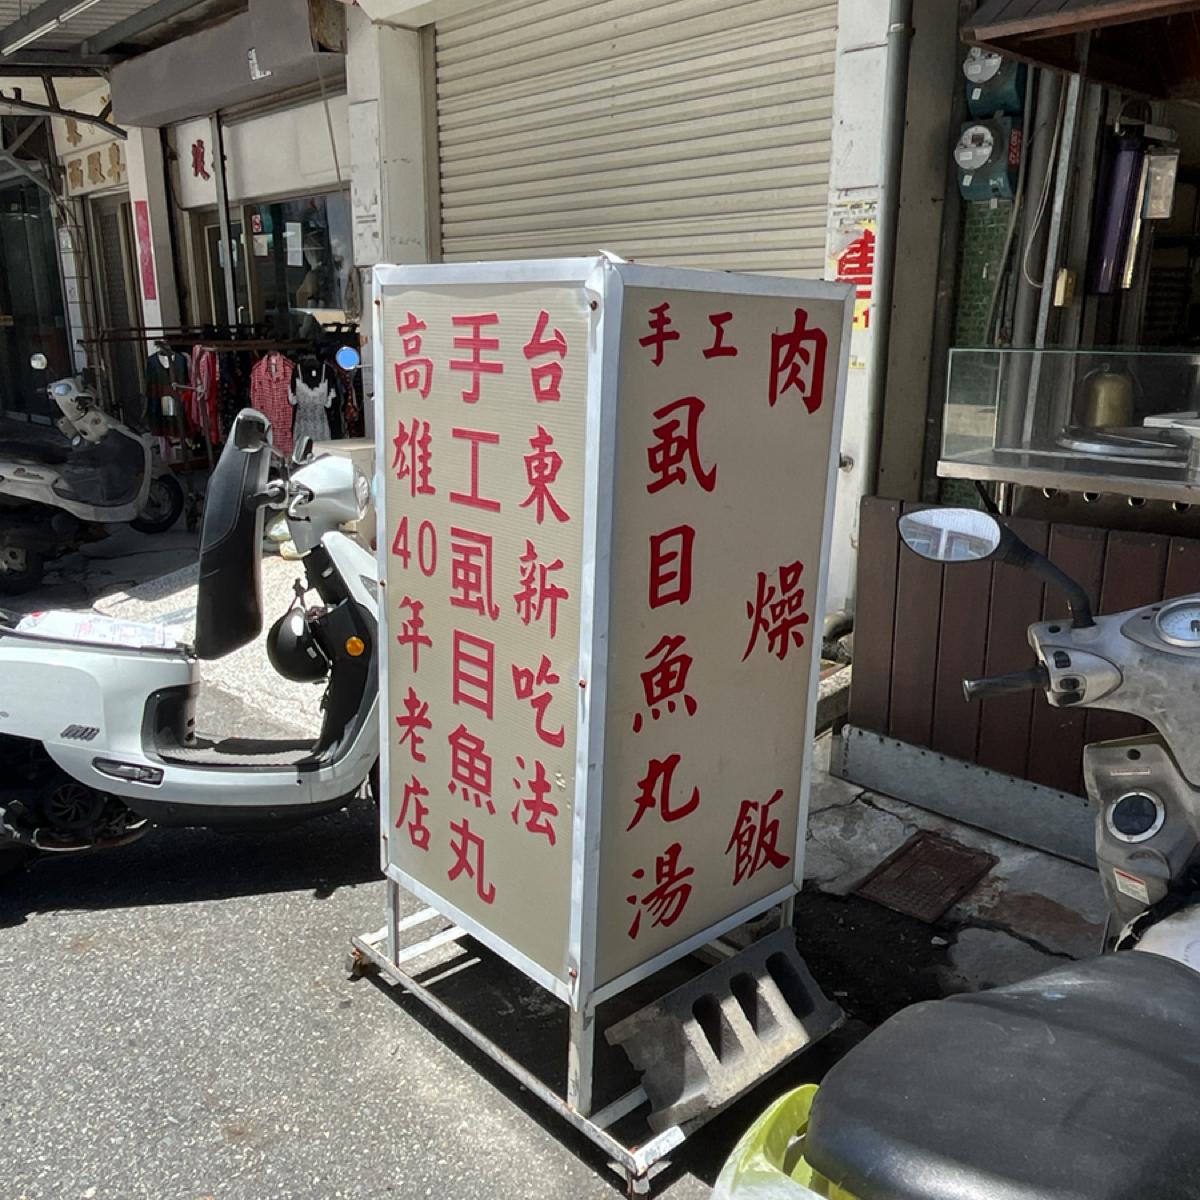 台東新吃法
手工虱目魚丸
高雄40年老店
肉燥飯
手工
虱目魚丸湯
售